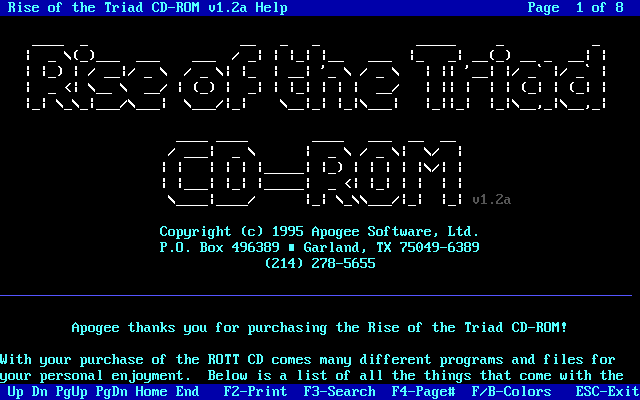 Rise of the Triad CD-ROM v1.2a Help Page 1 of 8
Rise of the Triad
CD-ROM
v1.2a
Copyright (c) 1995 Apogee Software, Ltd.
P.O. Box 496389 ■ Garland, TX 75049-6389
(214) 278-5655
Apogee thanks you for purchasing the Rise of the Triad CD-ROM!
With your purchase of the ROTT CD comes many different programs and files for
your personal enjoyment.  Below is a list of all the things that come with the
Up Dn PgUp PgDn Home End F2-Print F3-Search F4-Page# F/B-Colors ESC-Exit